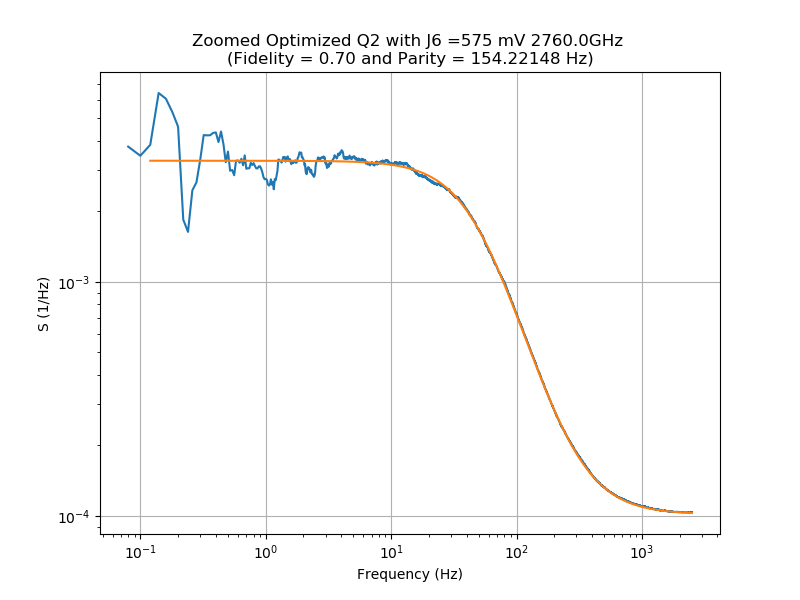 Zoomed Optimized Q2 with J6 =575 mV 2760.0GHz
(Fidelity = 0.70 and Parity = 154.22148 Hz)
S (1/Hz)
10⁻³
10⁻⁴
10⁻¹ 10⁰ 10¹ 10² 10³
Frequency (Hz)